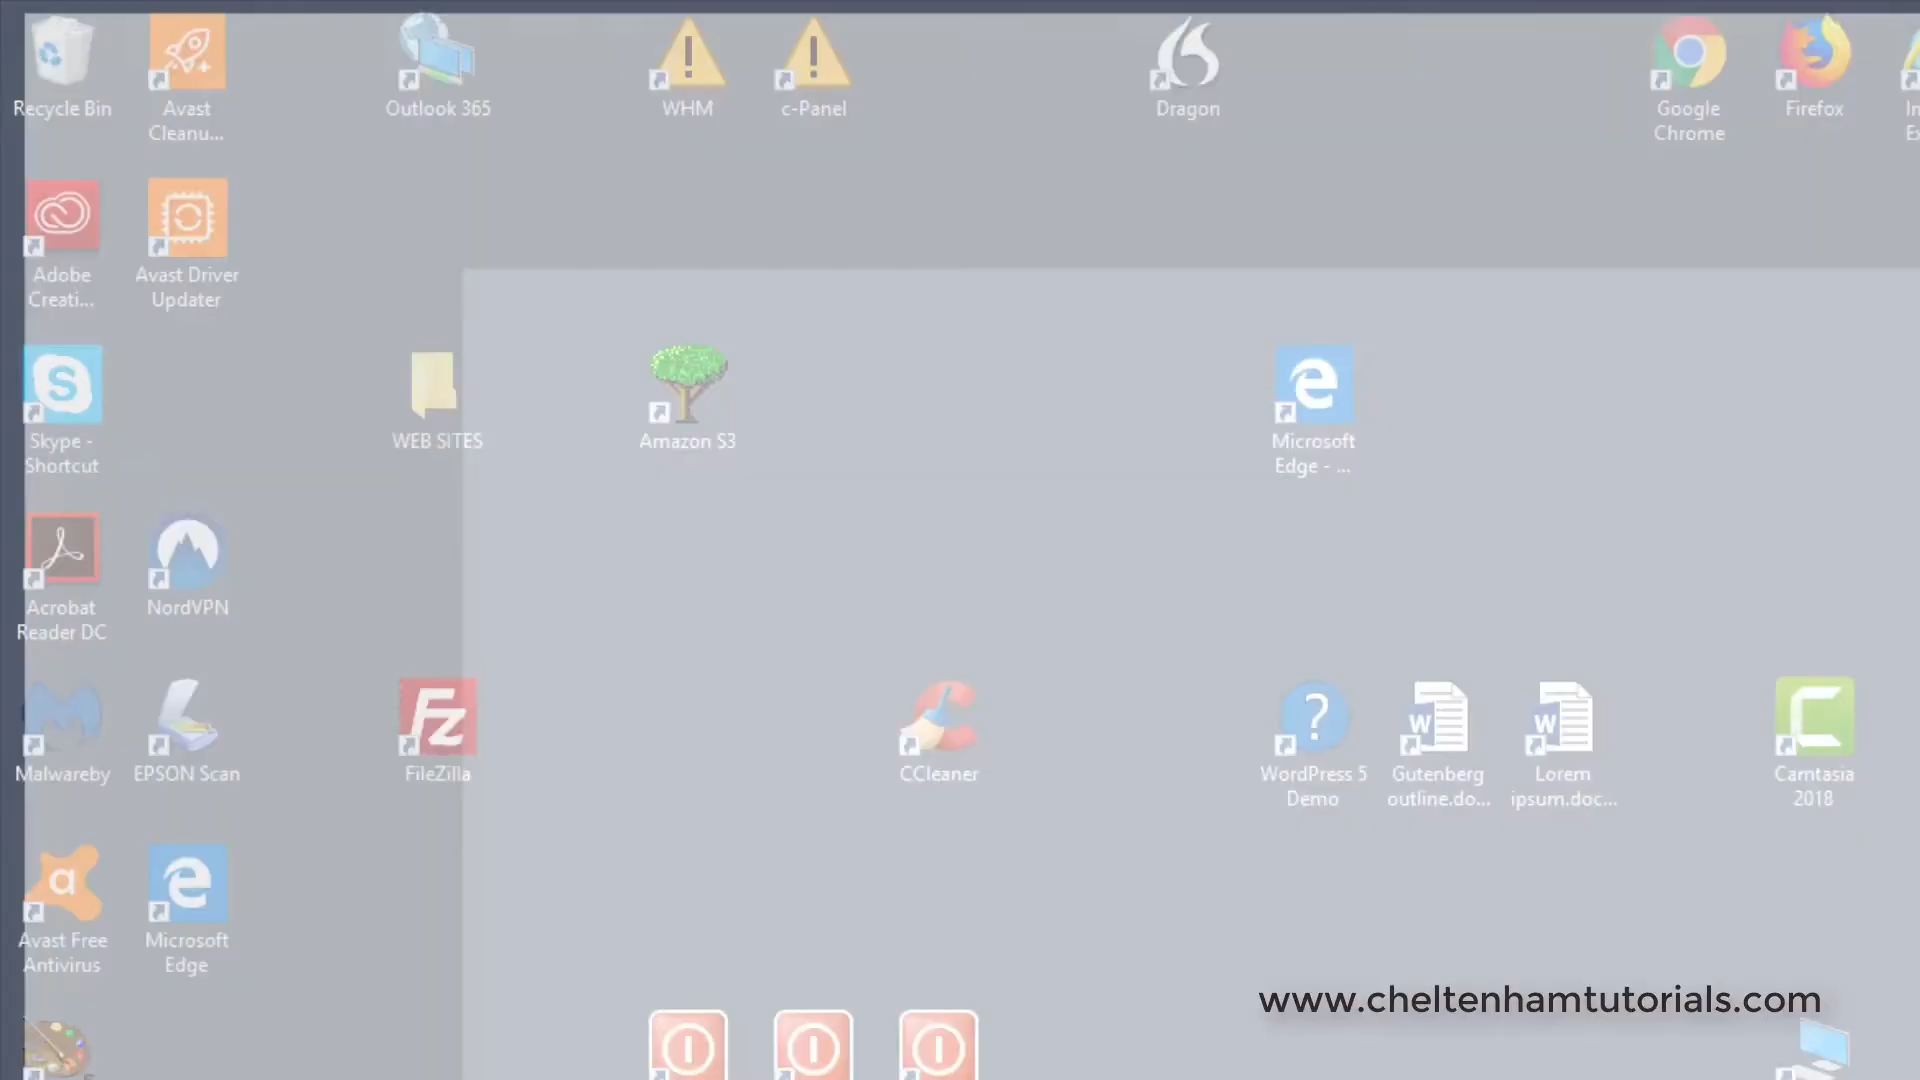 Recycle Bin
Avast
Cleanu...
Outlook 365
WHM
c-Panel
Dragon
Google
Chrome
Firefox
Adobe
Creati...
Avast Driver
Updater
Skype -
Shortcut
WEB SITES
Amazon S3
Microsoft
Edge - ...
Acrobat
Reader DC
NordVPN
Malwareby
EPSON Scan
FileZilla
CCleaner
WordPress 5
Demo
Gutenberg
outline.do...
Lorem
ipsum.doc...
Camtasia
2018
Avast Free
Antivirus
Microsoft
Edge
www.cheltenhamtutorials.com